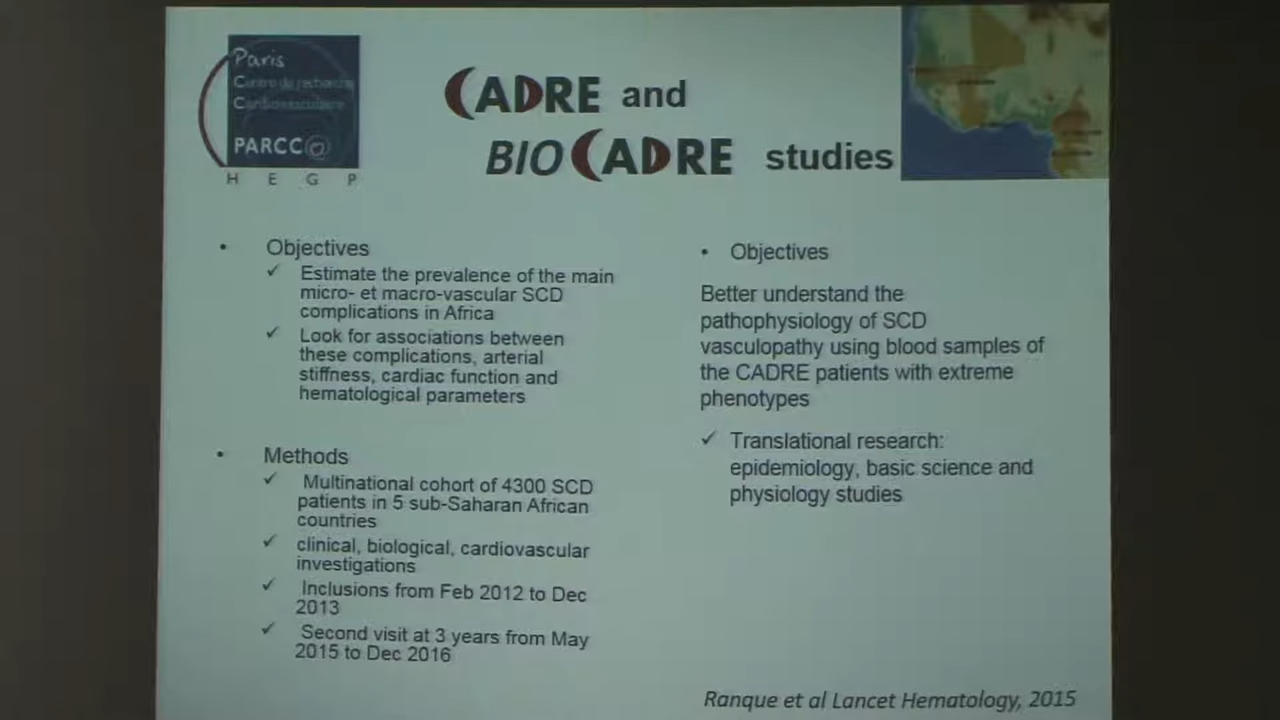 Paris
Centre de recherche
Cardiovasculaire
PARCC@
H E G P
CADRE and
BIOCADRE studies
• Objectives
✓ Estimate the prevalence of the main
micro- et macro-vascular SCD
complications in Africa
✓ Look for associations between
these complications, arterial
stiffness, cardiac function and
hematological parameters
• Methods
✓ Multinational cohort of 4300 SCD
patients in 5 sub-Saharan African
countries
✓ clinical, biological, cardiovascular
investigations
✓ Inclusions from Feb 2012 to Dec
2013
✓ Second visit at 3 years from May
2015 to Dec 2016
• Objectives
Better understand the
pathophysiology of SCD
vasculopathy using blood samples of
the CADRE patients with extreme
phenotypes
✓ Translational research:
epidemiology, basic science and
physiology studies
Ranque et al Lancet Hematology, 2015